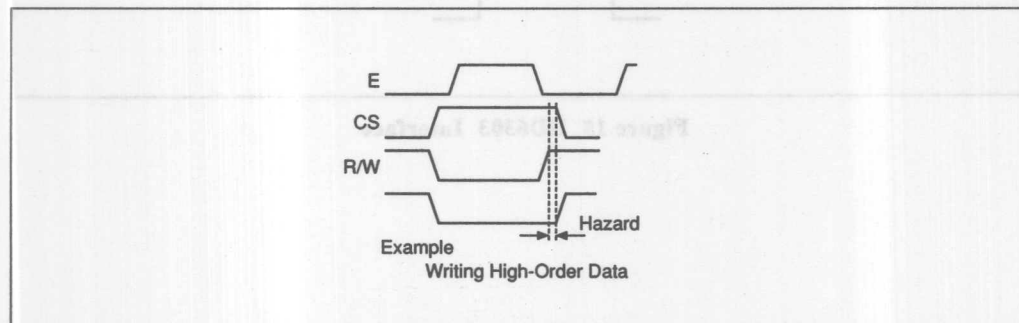 E
CS
R/W
Hazard
Example
Writing High-Order Data